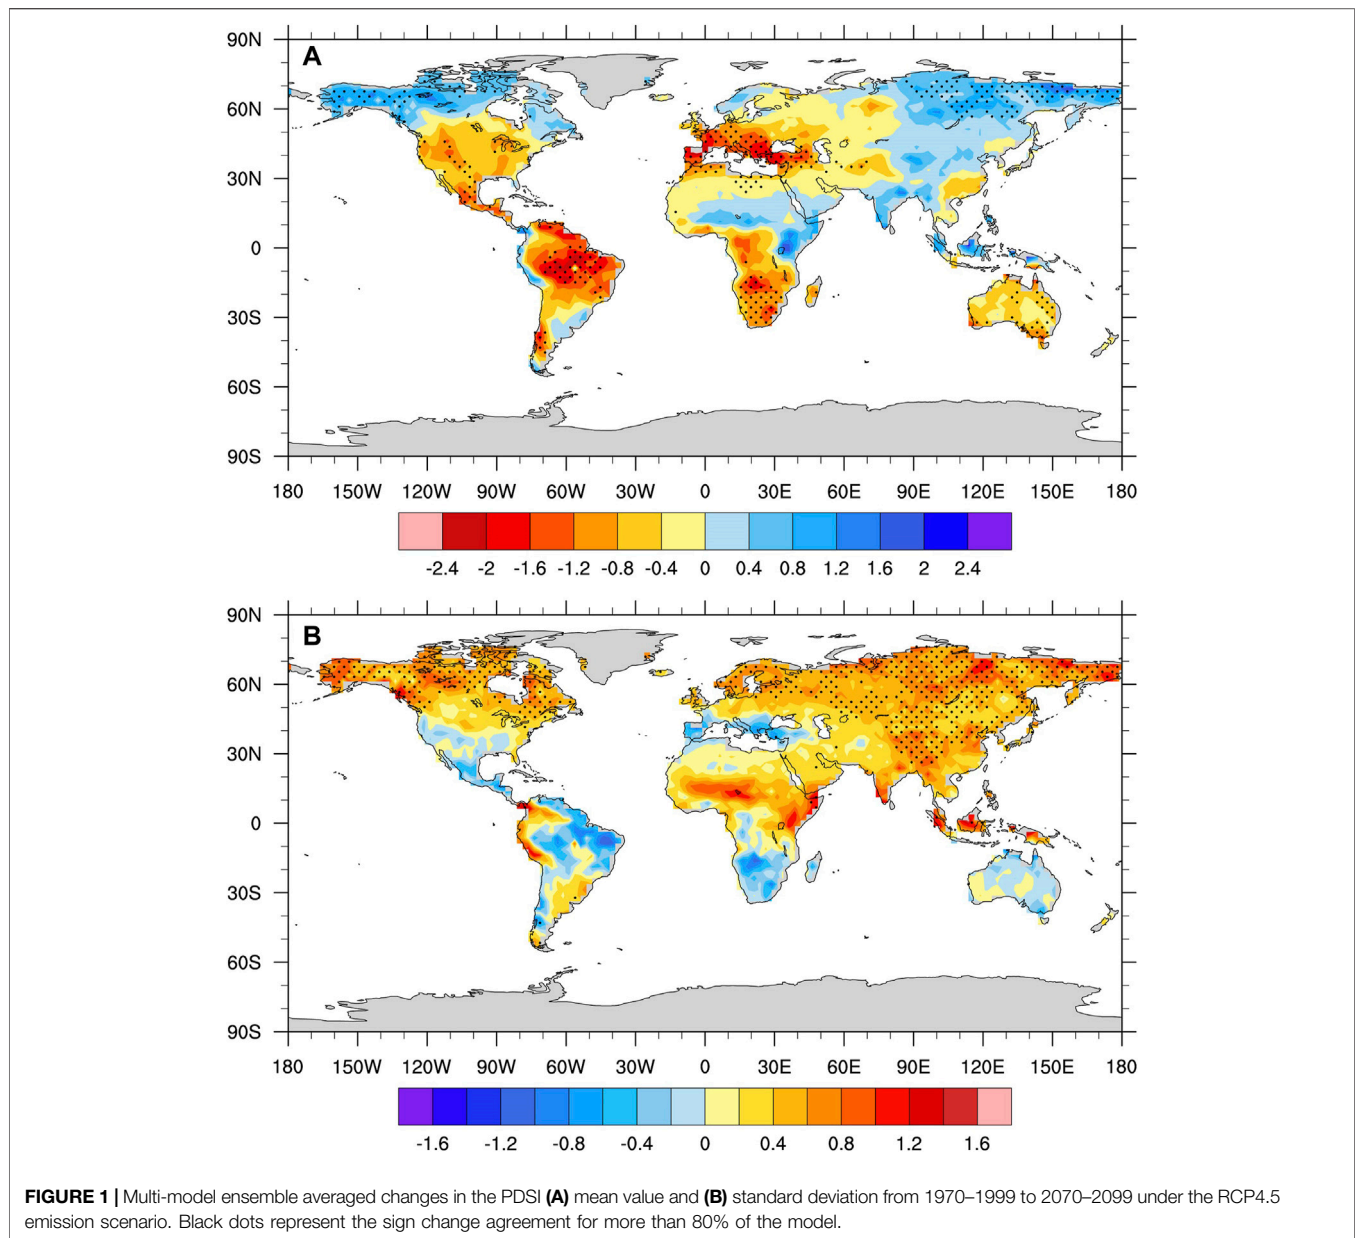 90N
A
60N
30N
0
30S
60S
90S
180 150W 120W 90W 60W 30W 0 30E 60E 90E 120E 150E 180
-2.4 -2 -1.6 -1.2 -0.8 -0.4 0 0.4 0.8 1.2 1.6 2 2.4
90N
B
60N
30N
0
30S
60S
90S
180 150W 120W 90W 60W 30W 0 30E 60E 90E 120E 150E 180
-1.6 -1.2 -0.8 -0.4 0 0.4 0.8 1.2 1.6
FIGURE 1 | Multi-model ensemble averaged changes in the PDSI (A) mean value and (B) standard deviation from 1970–1999 to 2070–2099 under the RCP4.5
emission scenario. Black dots represent the sign change agreement for more than 80% of the model.